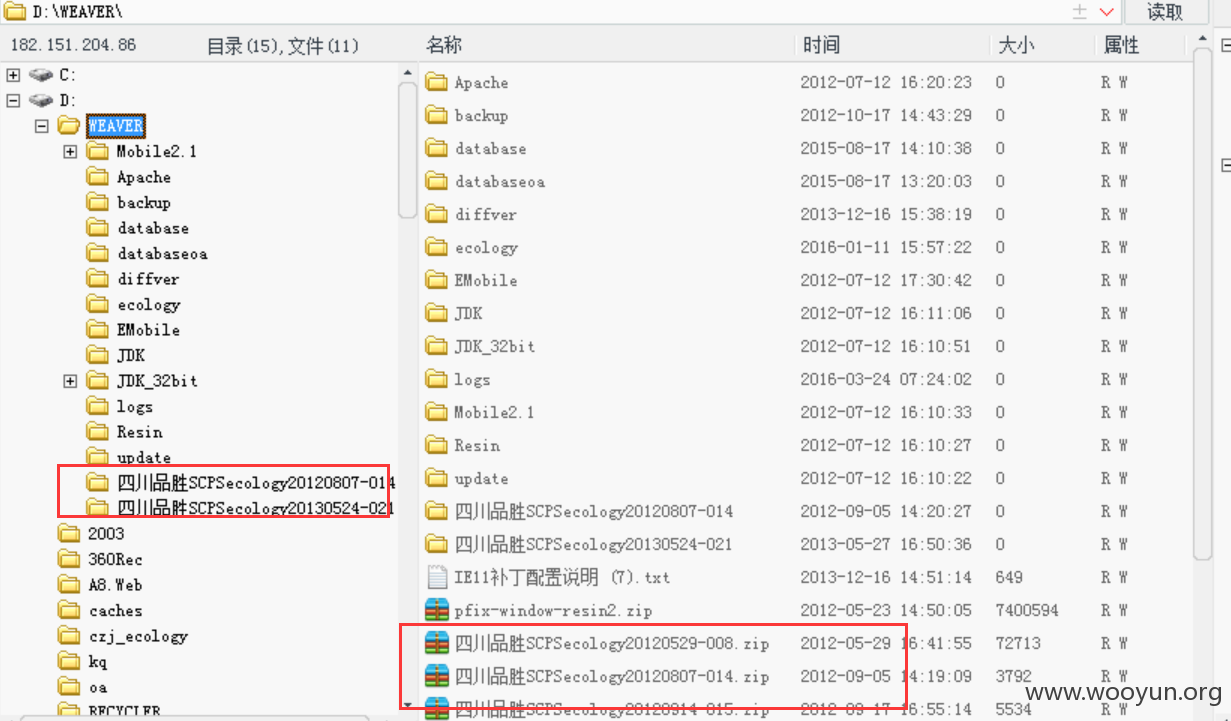 D:\WEAVER\ 读取
182.151.204.86 目录(15),文件(11) 名称 时间 大小 属性
C:
D:
WEAVER
Mobile2.1
Apache
backup
database
databaseoa
diffver
ecology
EMobile
JDK
JDK_32bit
logs
Resin
update
四川品胜SCPSecology20120807-014
四川品胜SCPSecology20130524-021
2003
360Rec
A8.Web
caches
czj_ecology
kq
oa
RECYCLER
Apache 2012-07-12 16:20:23 0 R W
backup 2012-10-17 14:43:29 0 R W
database 2015-08-17 14:10:38 0 R W
databaseoa 2015-08-17 13:20:03 0 R W
diffver 2013-12-16 15:38:19 0 R W
ecology 2016-01-11 15:57:22 0 R W
EMobile 2012-07-12 17:30:42 0 R W
JDK 2012-07-12 16:11:06 0 R W
JDK_32bit 2012-07-12 16:10:51 0 R W
logs 2016-03-24 07:24:02 0 R W
Mobile2.1 2012-07-12 16:10:33 0 R W
Resin 2012-07-12 16:10:27 0 R W
update 2012-07-12 16:10:22 0 R W
四川品胜SCPSecology20120807-014 2012-09-05 14:20:27 0 R W
四川品胜SCPSecology20130524-021 2013-05-27 16:50:36 0 R W
IE11补丁配置说明 (7).txt 2013-12-16 14:51:14 649 R W
pfix-window-resin2.zip 2012-05-23 14:50:05 7400594 R W
四川品胜SCPSecology20120529-008.zip 2012-05-29 16:41:55 72713 R W
四川品胜SCPSecology20120807-014.zip 2012-09-05 14:19:09 3792 R W
四川品胜SCPSecology20120914-015.zip 2012-09-17 16:55:14 5534 R W
www.wooyun.org